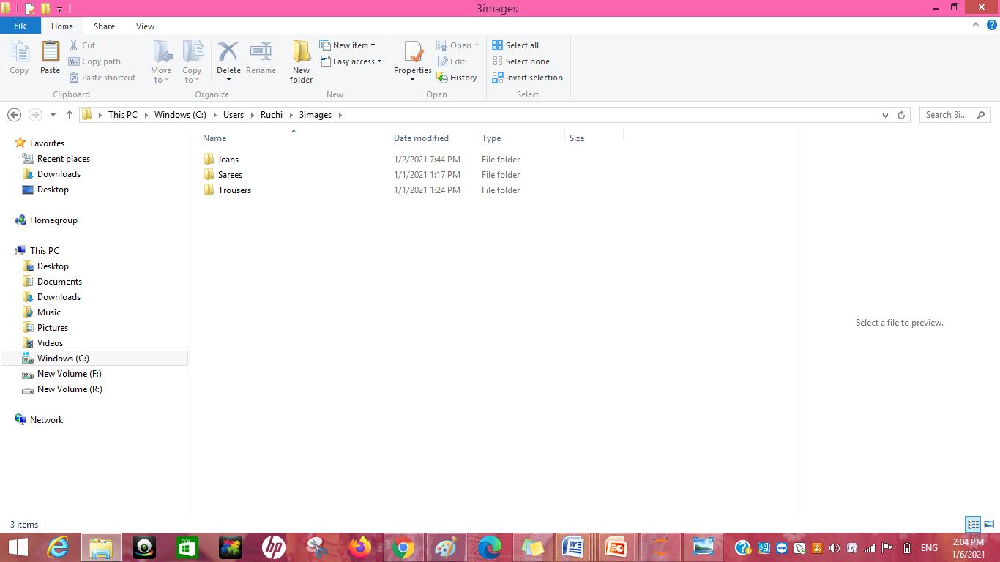 3images
File Home Share View
Copy
Paste
Cut
Copy path
Paste shortcut
Clipboard
Move to
Copy to
Delete
Rename
Organize
New folder
New item
Easy access
New
Properties
Open
Edit
History
Open
Select all
Select none
Invert selection
Select
This PC Windows (C:) Users Ruchi 3images
Search 3i...
Favorites
Recent places
Downloads
Desktop
Homegroup
This PC
Desktop
Documents
Downloads
Music
Pictures
Videos
Windows (C:)
New Volume (F:)
New Volume (R:)
Network
Name Date modified Type Size
Jeans 1/2/2021 7:44 PM File folder
Sarees 1/1/2021 1:17 PM File folder
Trousers 1/1/2021 1:24 PM File folder
Select a file to preview.
3 items
hp
ENG
2:04 PM
1/6/2021